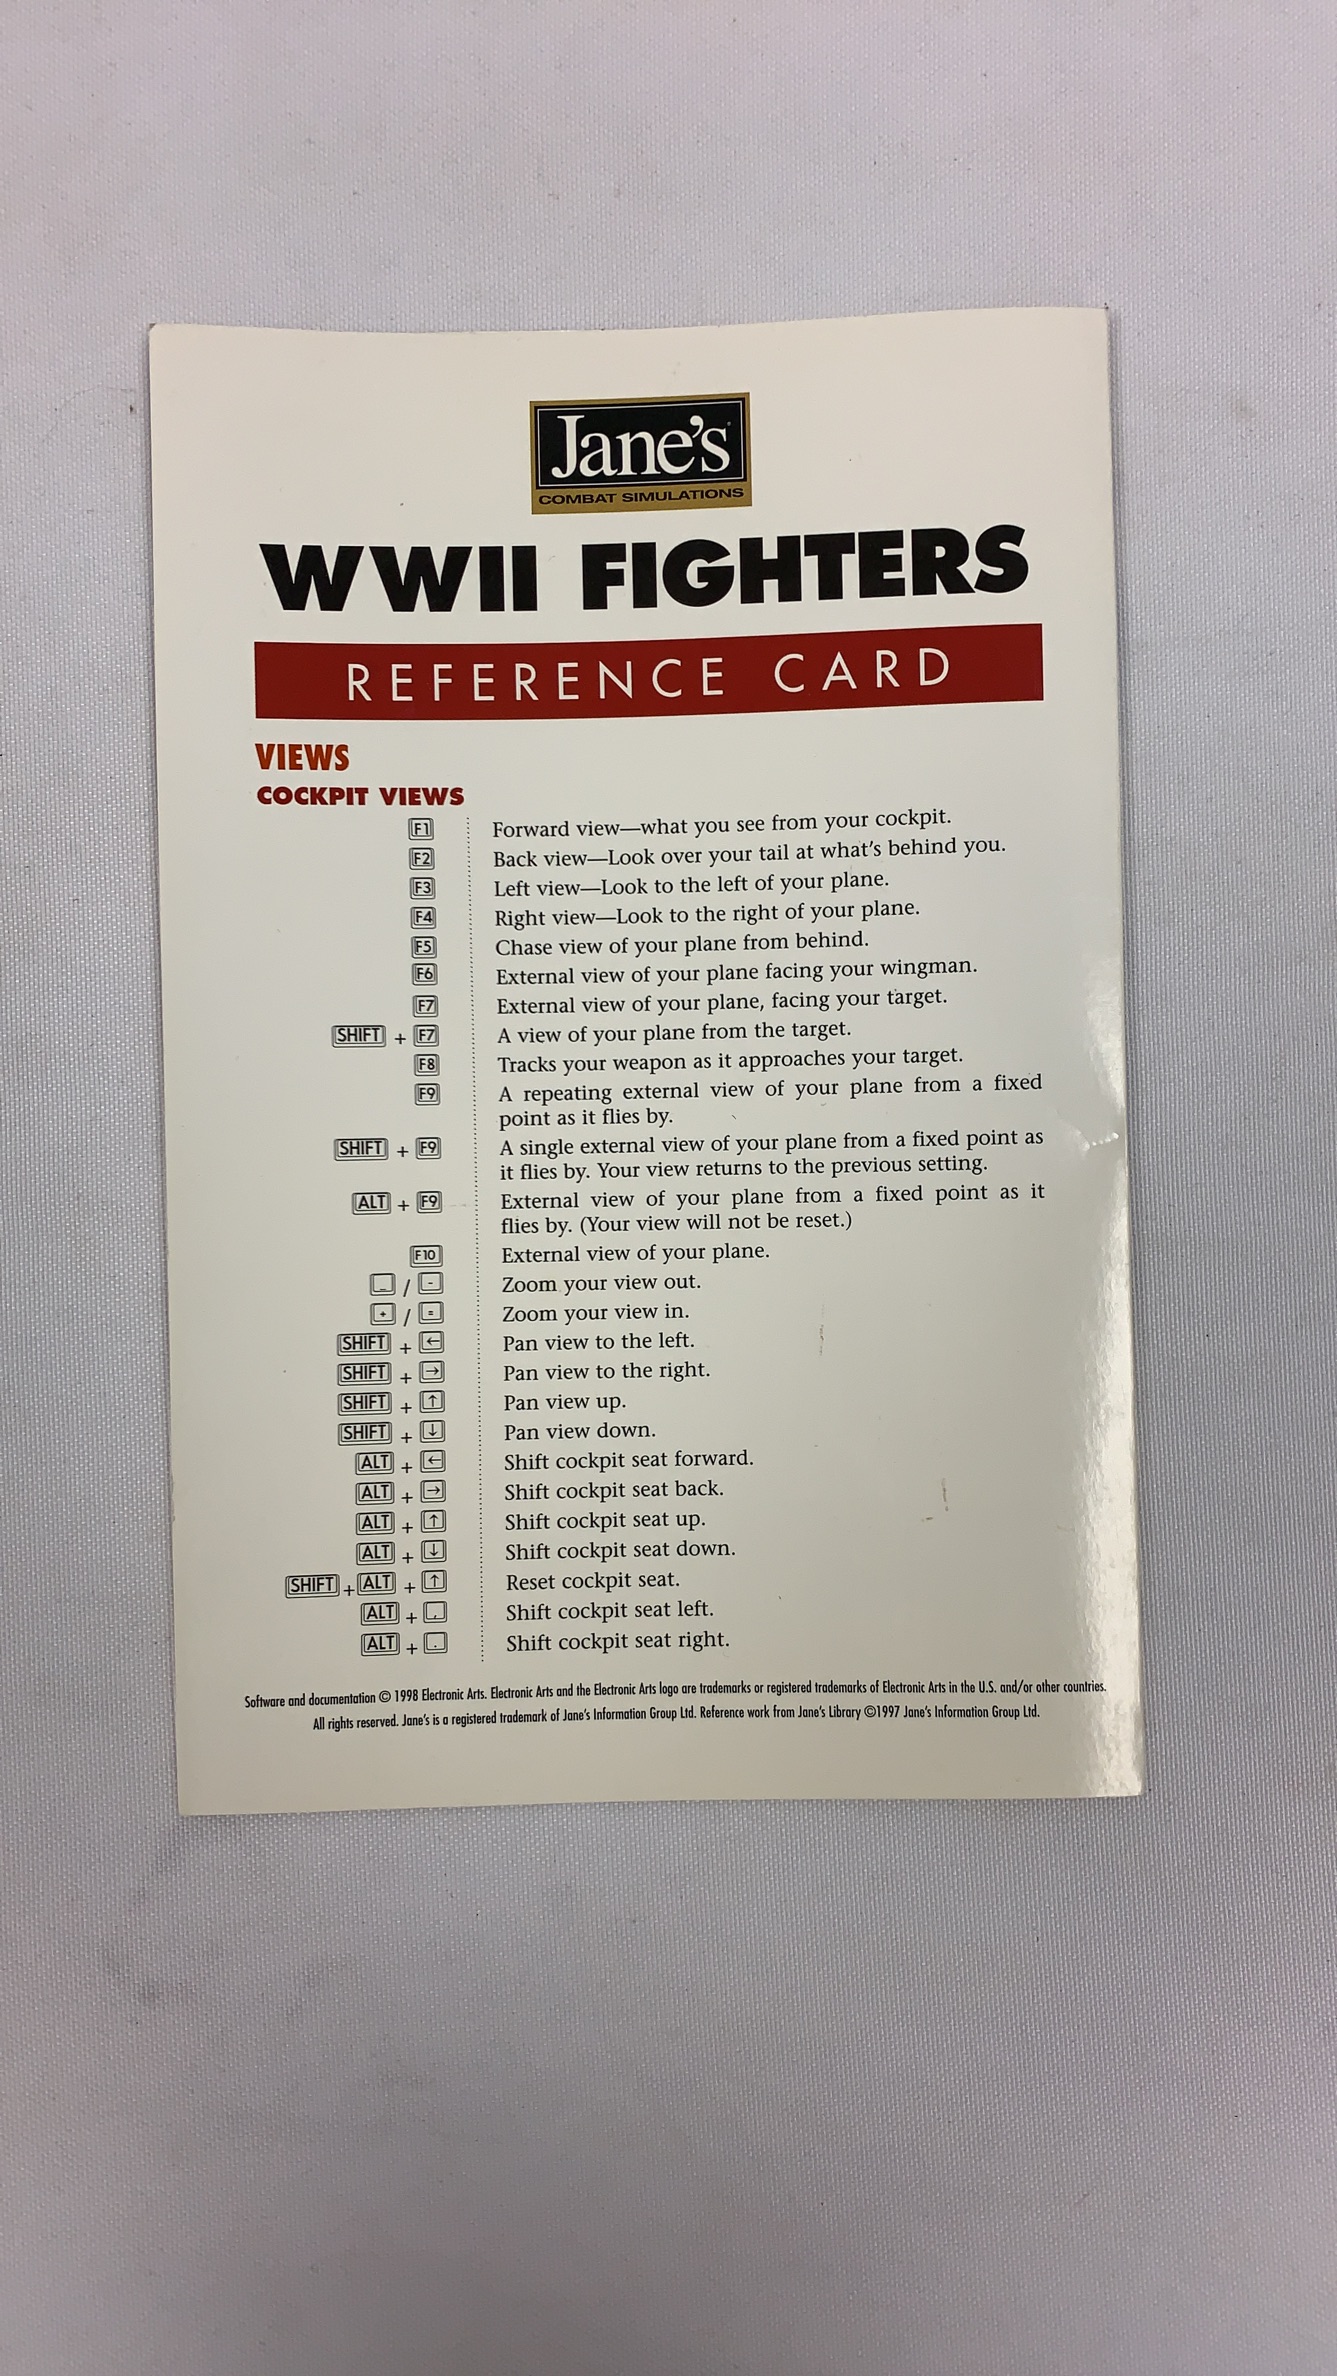 Jane's
COMBAT SIMULATIONS
WWII FIGHTERS
REFERENCE CARD
VIEWS
COCKPIT VIEWS
F1 Forward view—what you see from your cockpit.
F2 Back view—Look over your tail at what's behind you.
F3 Left view—Look to the left of your plane.
F4 Right view—Look to the right of your plane.
F5 Chase view of your plane from behind.
F6 External view of your plane facing your wingman.
F7 External view of your plane, facing your target.
SHIFT + F7 A view of your plane from the target.
F8 Tracks your weapon as it approaches your target.
F9 A repeating external view of your plane from a fixed
point as it flies by.
SHIFT + F9 A single external view of your plane from a fixed point as
it flies by. Your view returns to the previous setting.
ALT + F9 External view of your plane from a fixed point as it
flies by. (Your view will not be reset.)
F10 External view of your plane.
_ / - Zoom your view out.
+ / = Zoom your view in.
SHIFT + ← Pan view to the left.
SHIFT + → Pan view to the right.
SHIFT + ↑ Pan view up.
SHIFT + ↓ Pan view down.
ALT + ← Shift cockpit seat forward.
ALT + → Shift cockpit seat back.
ALT + ↑ Shift cockpit seat up.
ALT + ↓ Shift cockpit seat down.
SHIFT + ALT + ↑ Reset cockpit seat.
ALT + , Shift cockpit seat left.
ALT + . Shift cockpit seat right.
Software and documentation © 1998 Electronic Arts. Electronic Arts and the Electronic Arts logo are trademarks or registered trademarks of Electronic Arts in the U.S. and/or other countries.
All rights reserved. Jane's is a registered trademark of Jane's Information Group Ltd. Reference work from Jane's Library ©1997 Jane's Information Group Ltd.